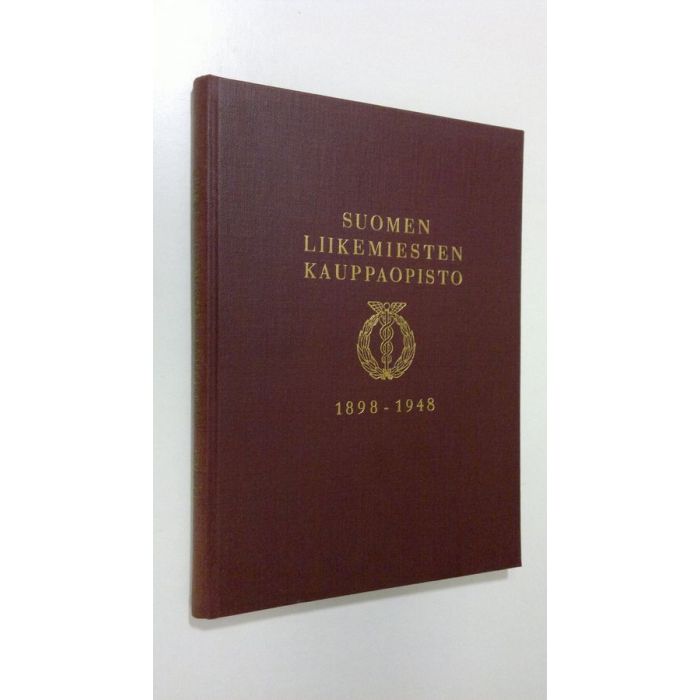 SUOMEN
LIIKEMIESTEN
KAUPPAOPISTO
1898 - 1948